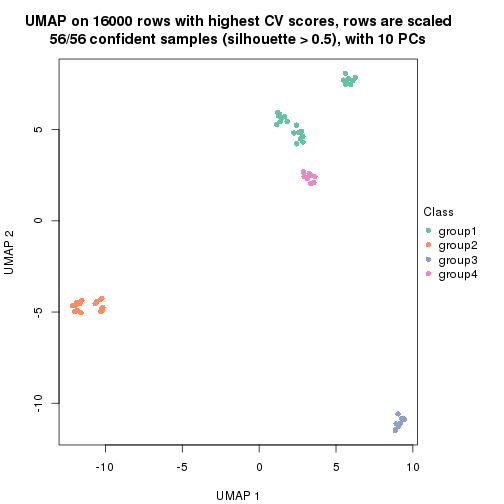 UMAP on 16000 rows with highest CV scores, rows are scaled
56/56 confident samples (silhouette > 0.5), with 10 PCs
5
0
-5
-10
UMAP 2
-10
-5
0
5
10
UMAP 1
Class
group1
group2
group3
group4